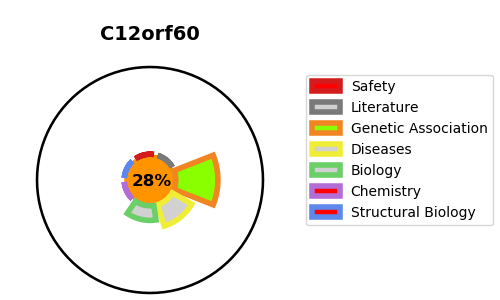 C12orf60
28%
Safety
Literature
Genetic Association
Diseases
Biology
Chemistry
Structural Biology